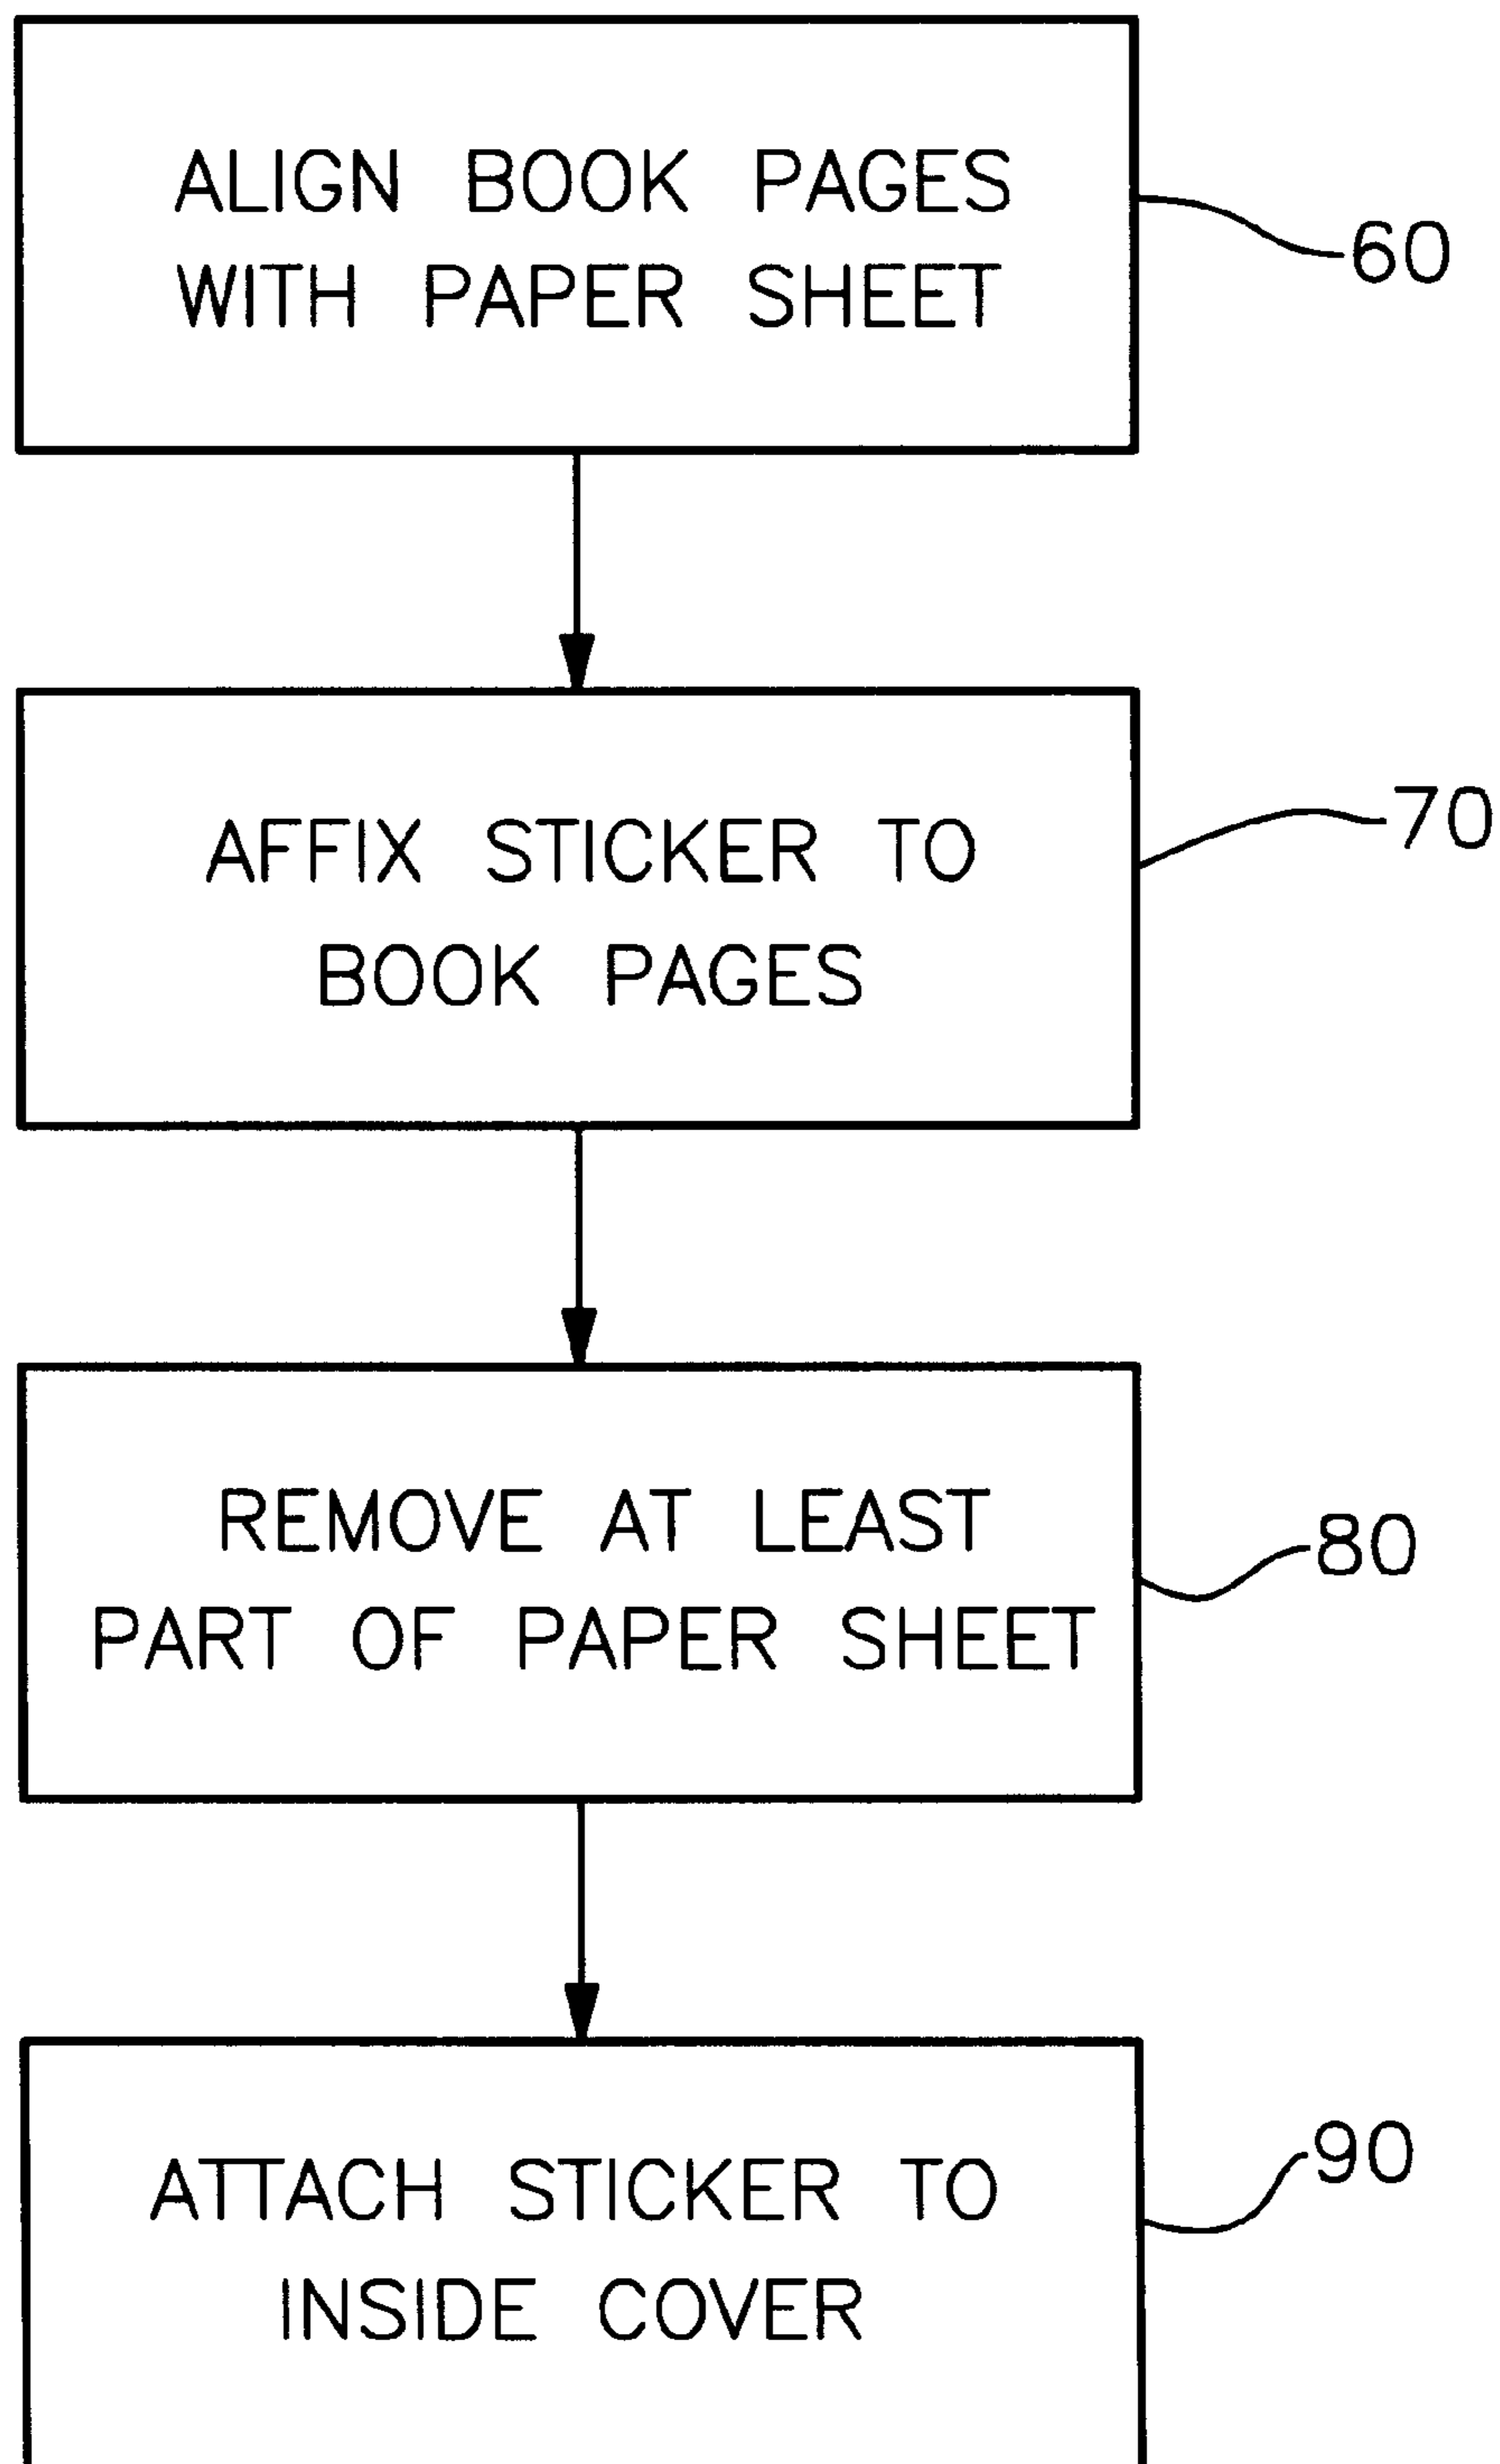 ALIGN BOOK PAGES
WITH PAPER SHEET
60
AFFIX STICKER TO
BOOK PAGES
70
REMOVE AT LEAST
PART OF PAPER SHEET
80
ATTACH STICKER TO
INSIDE COVER
90